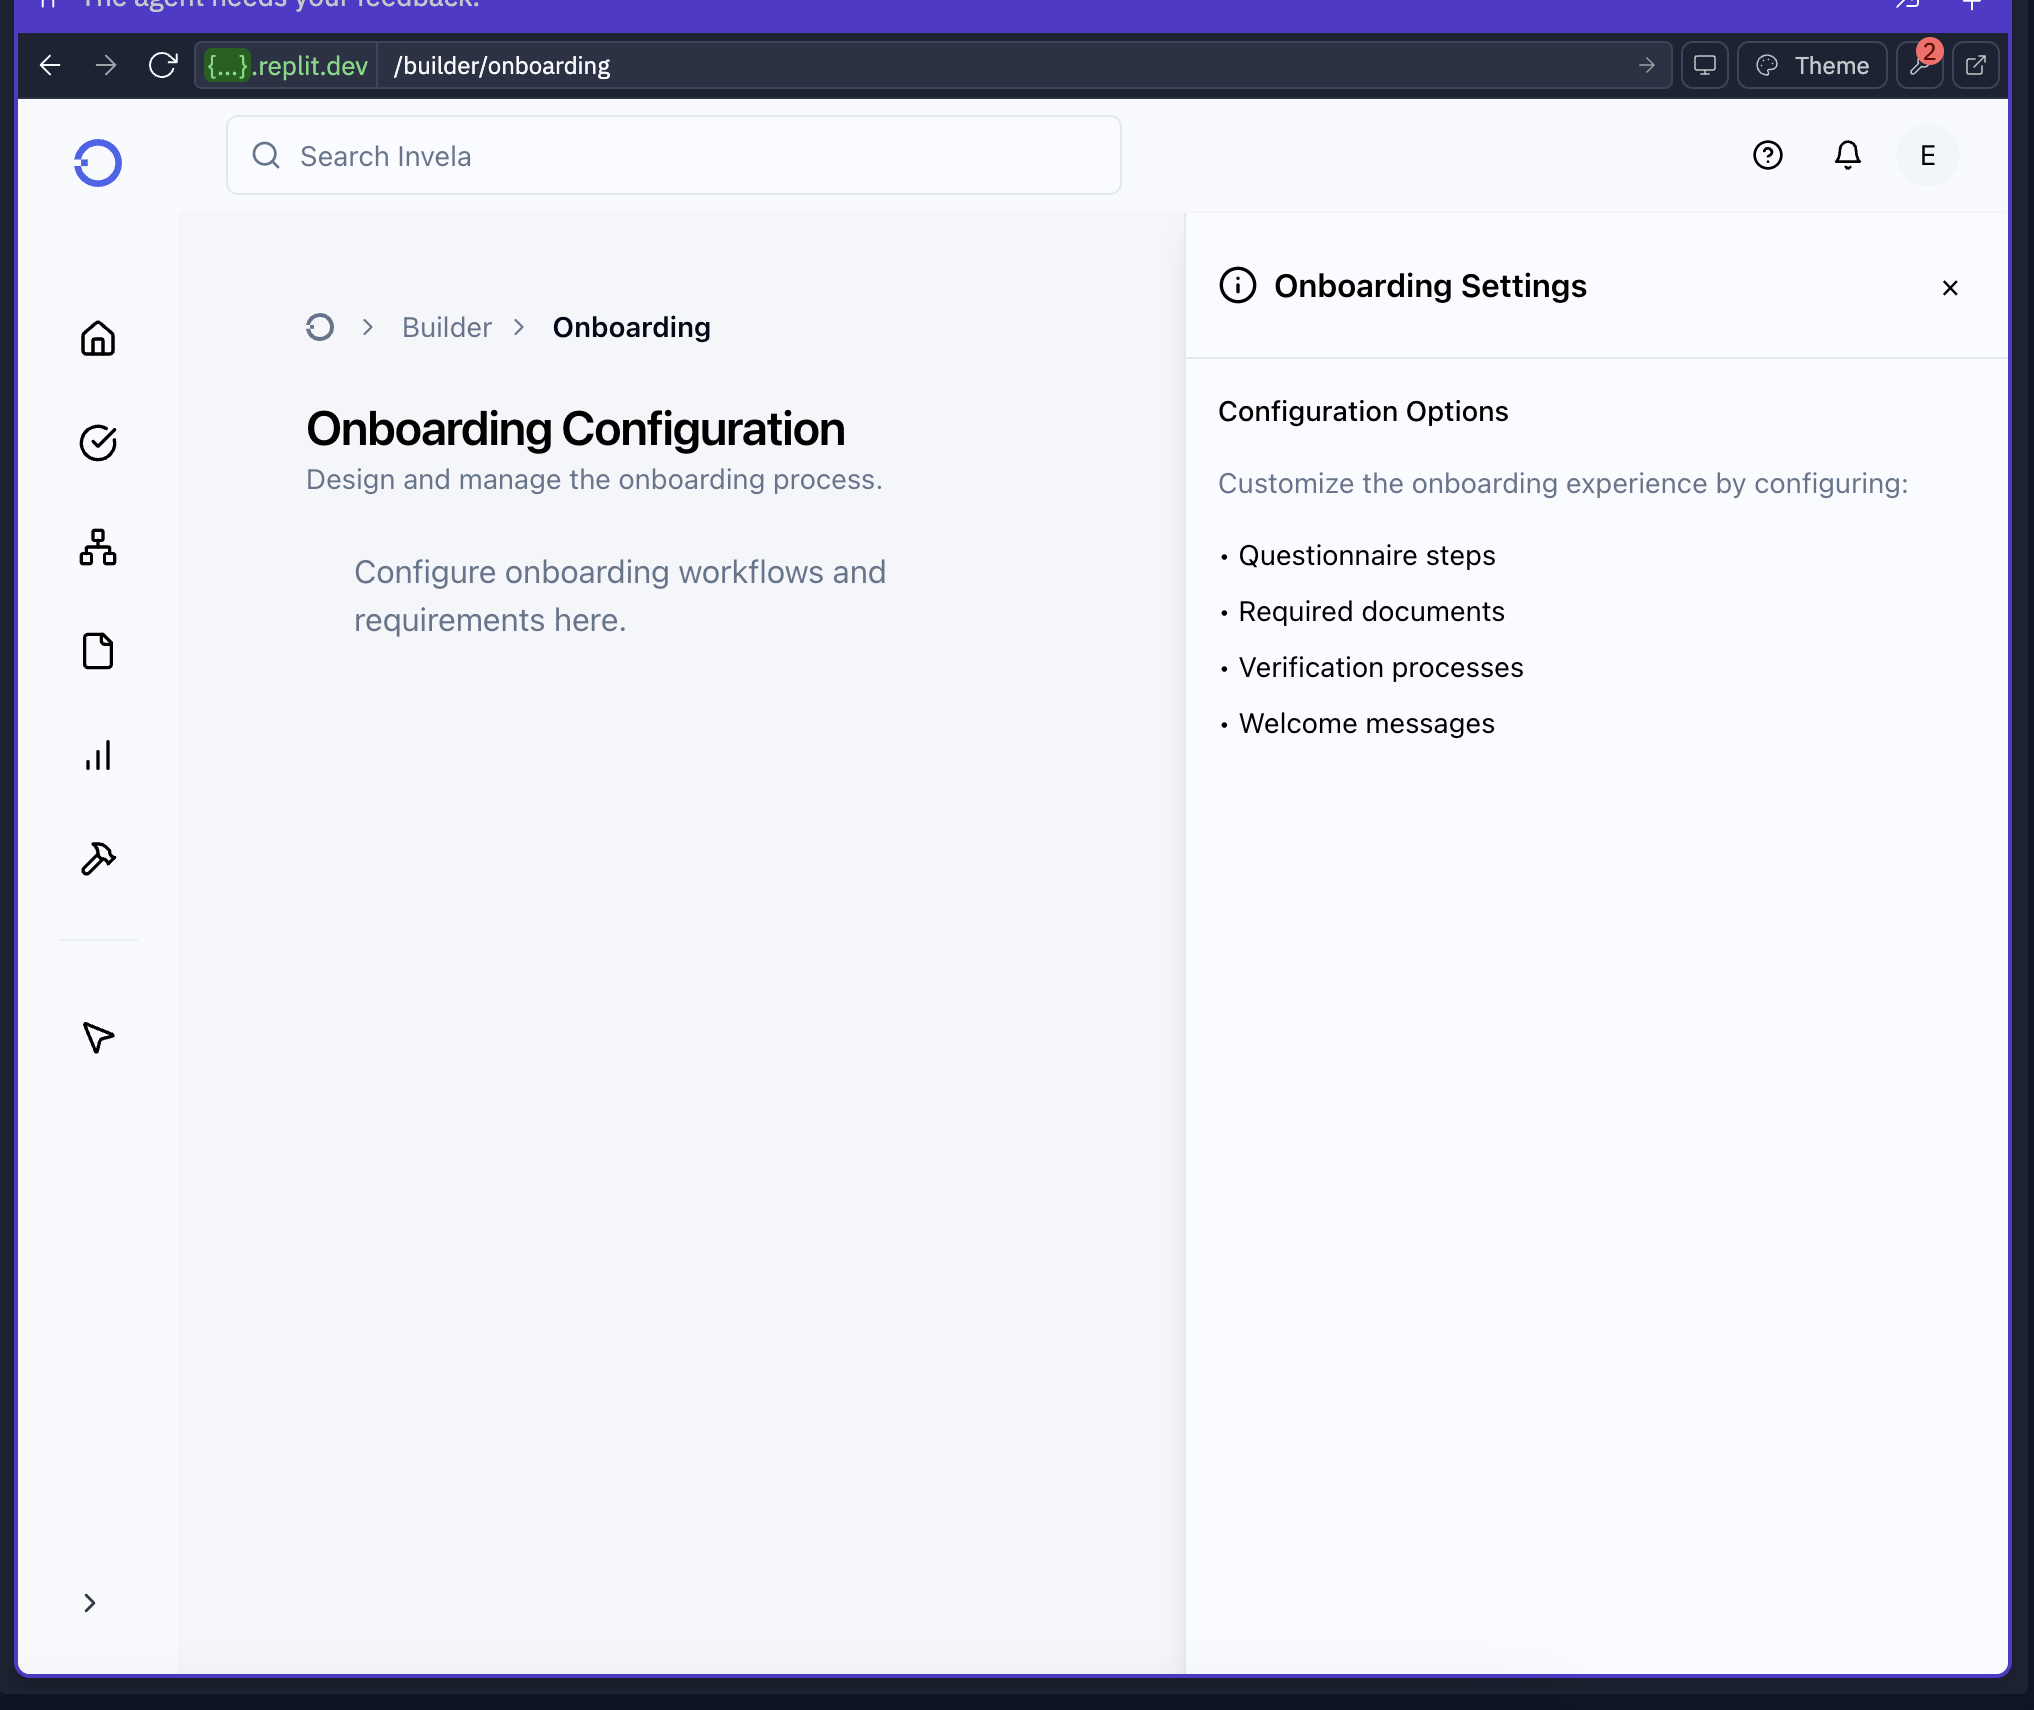 The agent needs your feedback.
{...}.replit.dev
/builder/onboarding
Theme
2
Search Invela
E
Builder
Onboarding
Onboarding Configuration
Design and manage the onboarding process.
Configure onboarding workflows and
requirements here.
Onboarding Settings
Configuration Options
Customize the onboarding experience by configuring:
• Questionnaire steps
• Required documents
• Verification processes
• Welcome messages